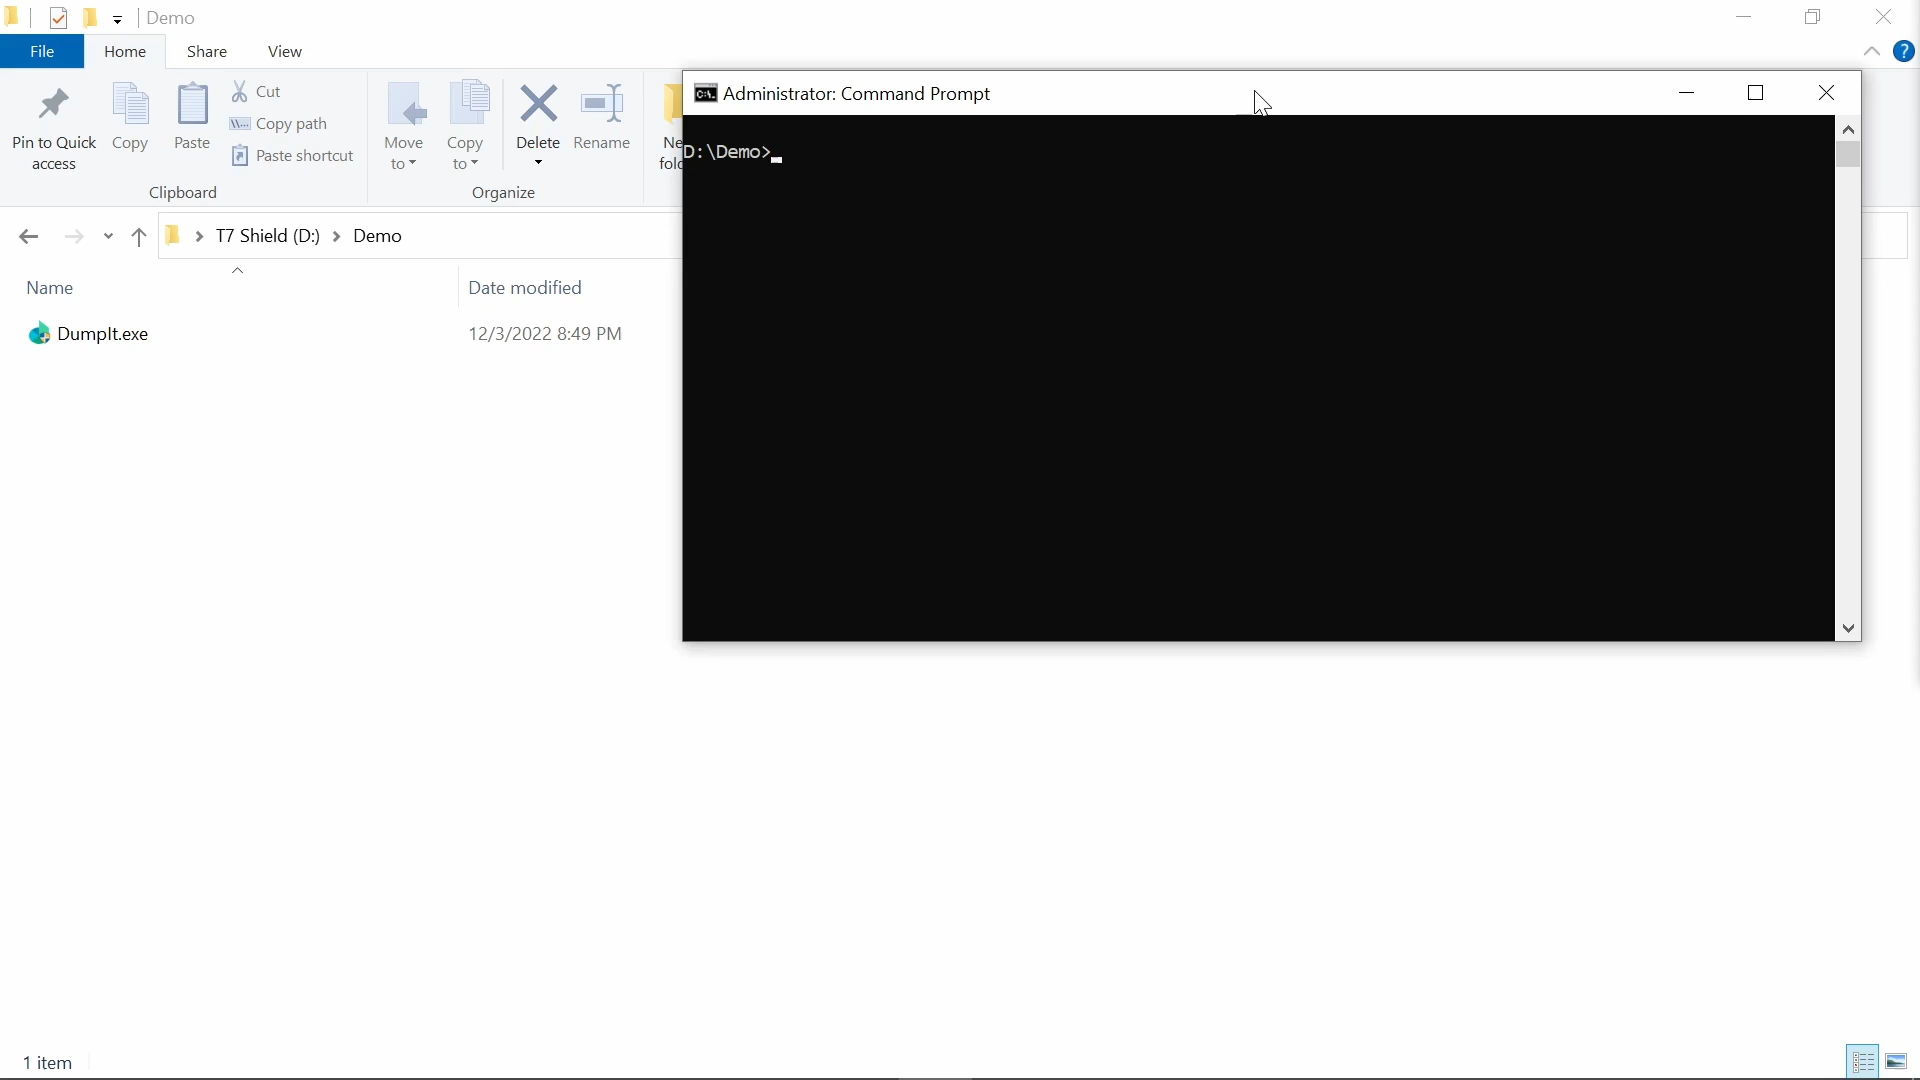 Demo
File Home Share View
Administrator: Command Prompt
Cut
Copy path
Paste shortcut
Pin to Quick access
Copy
Paste
Move to
Copy to
Delete
Rename
Ne
fol
Clipboard
Organize
D:\Demo>
T7 Shield (D:) Demo
Name Date modified
DumpIt.exe 12/3/2022 8:49 PM
1 item